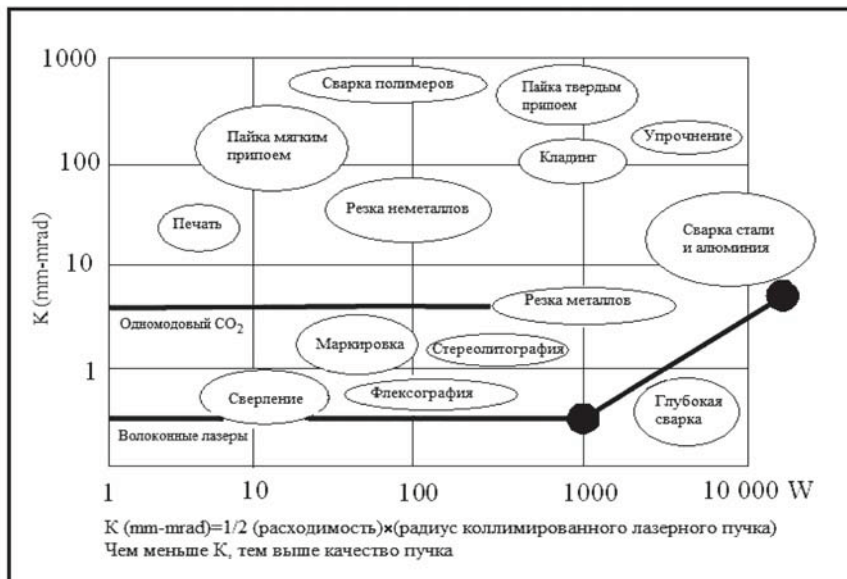 K (mm-mrad)
1000
100
10
1
Сварка полимеров
Пайка твердым
припоем
Пайка мягким
припоем
Упрочнение
Кладинг
Печать
Резка неметаллов
Сварка стали
и алюминия
Резка металлов
Одномодовый CO₂
Маркировка
Стереолитография
Сверление
Флексография
Глубокая
сварка
Волоконные лазеры
1 10 100 1000 10 000 W
K (mm-mrad)=1/2 (расходимость)×(радиус коллимированного лазерного пучка)
Чем меньше K, тем выше качество пучка